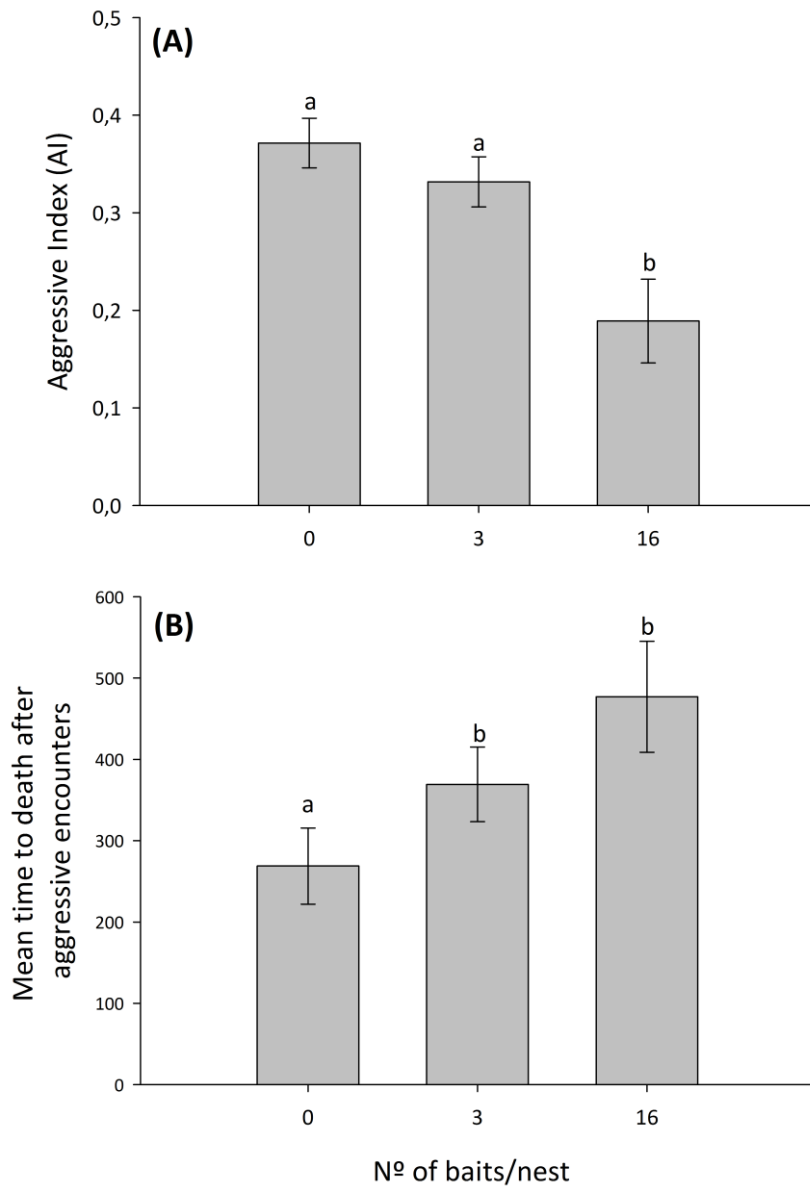 (A)
Aggressive Index (AI)
0,5
0,4
0,3
0,2
0,1
0,0
a
a
b
0 3 16
(B)
Mean time to death after
aggressive encounters
600
500
400
300
200
100
0
a
b
b
0 3 16
Nº of baits/nest